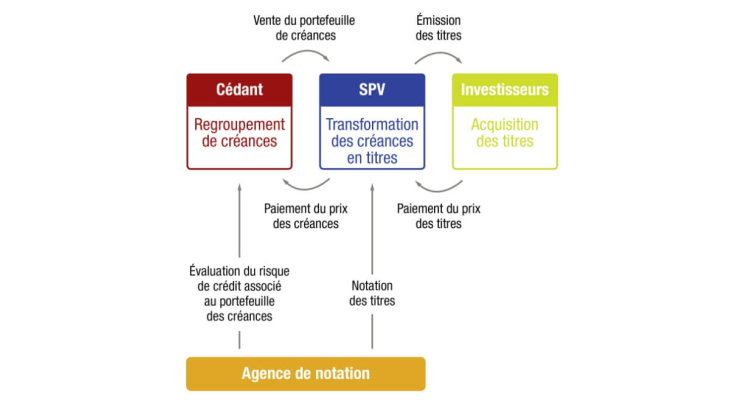 Vente du portefeuille
de créances
Émission
des titres
Cédant
SPV
Investisseurs
Regroupement
de créances
Transformation
des créances
en titres
Acquisition
des titres
Paiement du prix
des créances
Paiement du prix
des titres
Évaluation du risque
de crédit associé
au portefeuille
des créances
Notation
des titres
Agence de notation